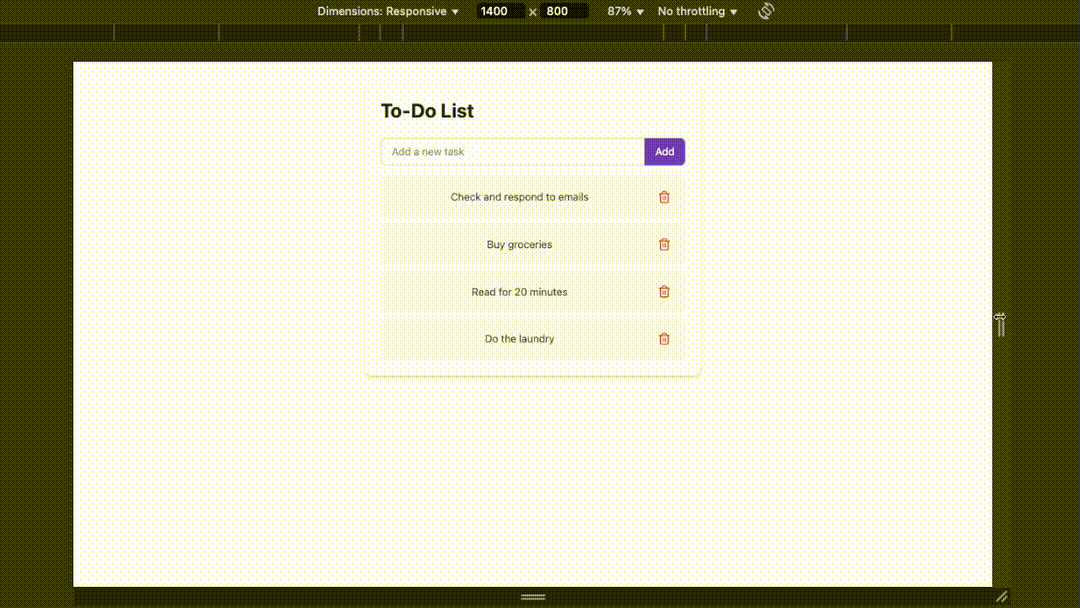 Dimensions: Responsive 1400 × 800 87% No throttling
To-Do List
Add a new task Add
Check and respond to emails
Buy groceries
Read for 20 minutes
Do the laundry